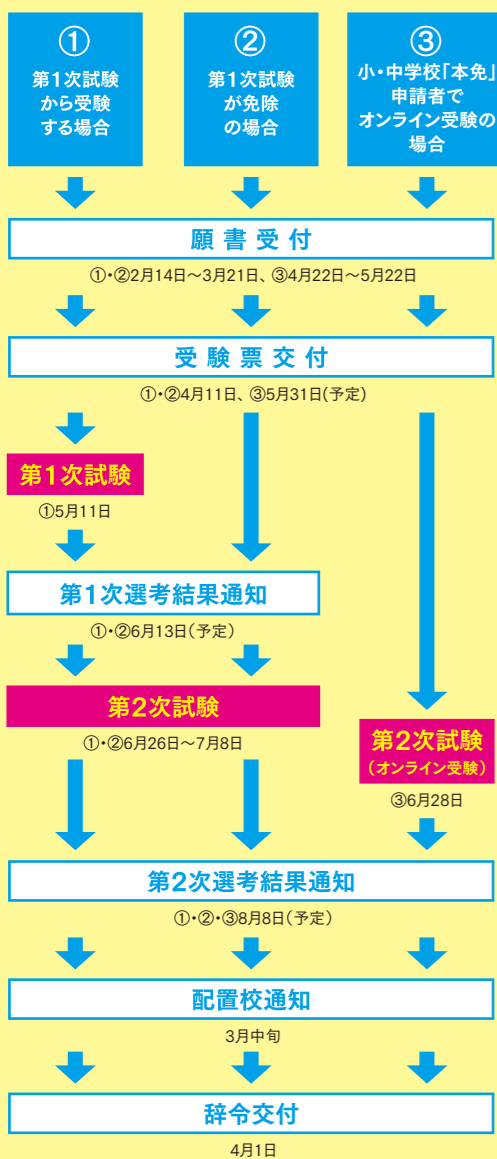 ①
第1次試験
から受験
する場合
②
第1次試験
が免除
の場合
③
小・中学校「本免」
申請者で
オンライン受験の
場合
願書受付
①・②2月14日～3月21日、③4月22日～5月22日
受験票交付
①・②4月11日、③5月31日(予定)
第1次試験
①5月11日
第1次選考結果通知
①・②6月13日(予定)
第2次試験
①・②6月26日～7月8日
第2次試験
(オンライン受験)
③6月28日
第2次選考結果通知
①・②・③8月8日(予定)
配置校通知
3月中旬
辞令交付
4月1日